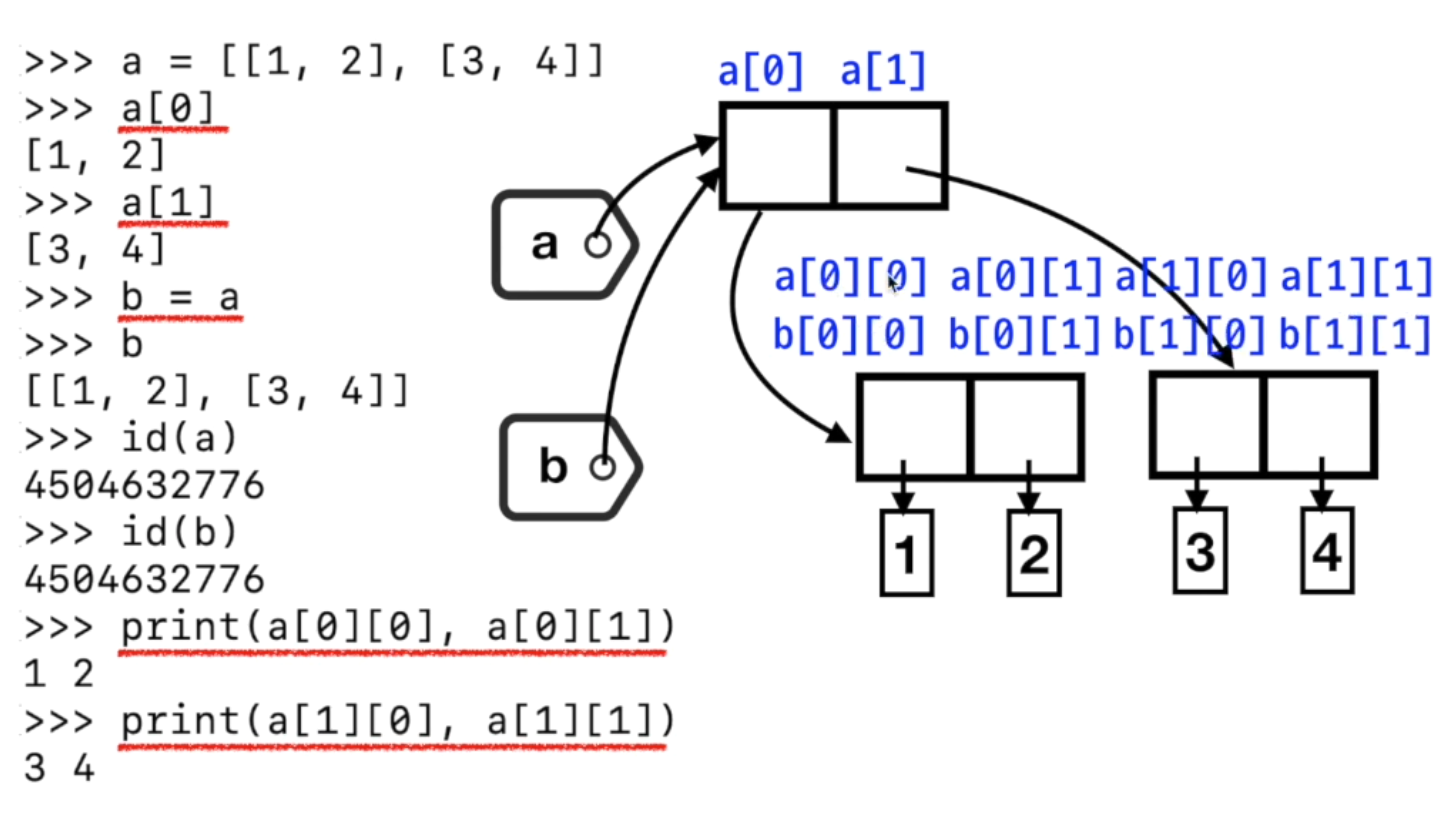 >>> a = [[1, 2], [3, 4]]
>>> a[0]
[1, 2]
>>> a[1]
[3, 4]
>>> b = a
>>> b
[[1, 2], [3, 4]]
>>> id(a)
4504632776
>>> id(b)
4504632776
>>> print(a[0][0], a[0][1])
1 2
>>> print(a[1][0], a[1][1])
3 4
a[0] a[1]
a
b
a[0][0] a[0][1] a[1][0] a[1][1]
b[0][0] b[0][1] b[1][0] b[1][1]
1 2 3 4